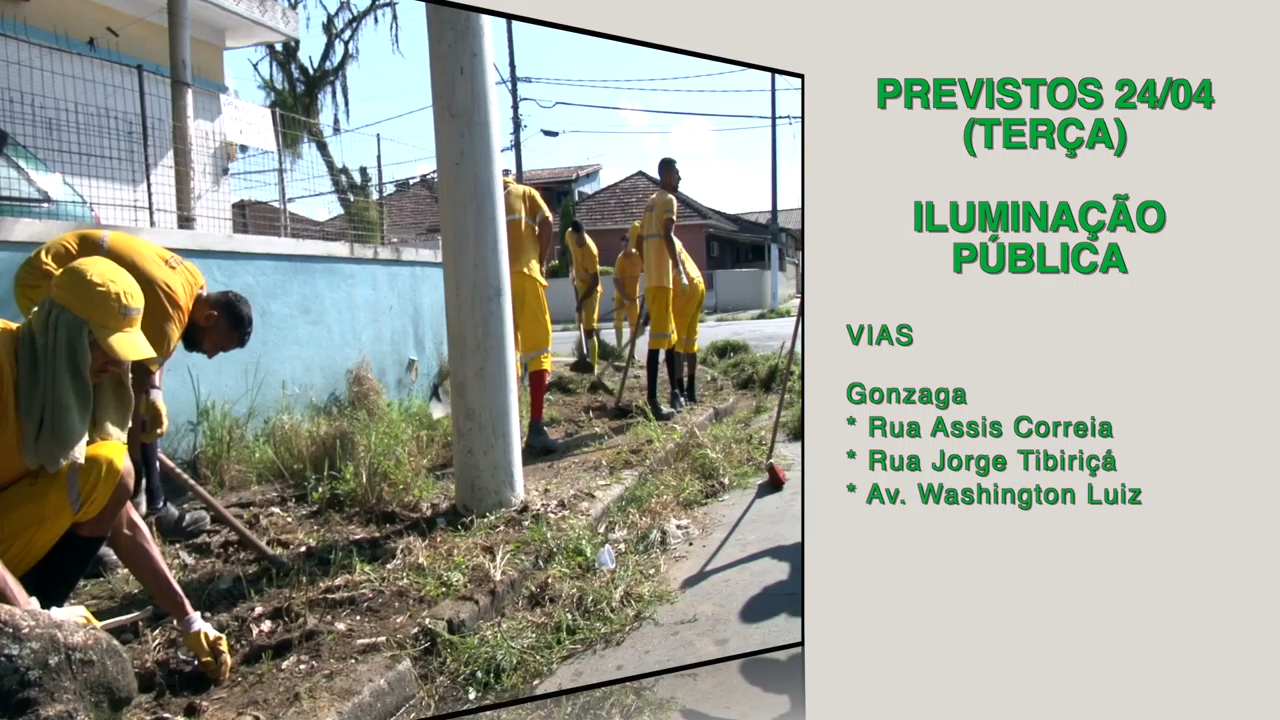 PREVISTOS 24/04
(TERÇA)
ILUMINAÇÃO
PÚBLICA
VIAS
Gonzaga
* Rua Assis Correia
* Rua Jorge Tibiriçá
* Av. Washington Luiz